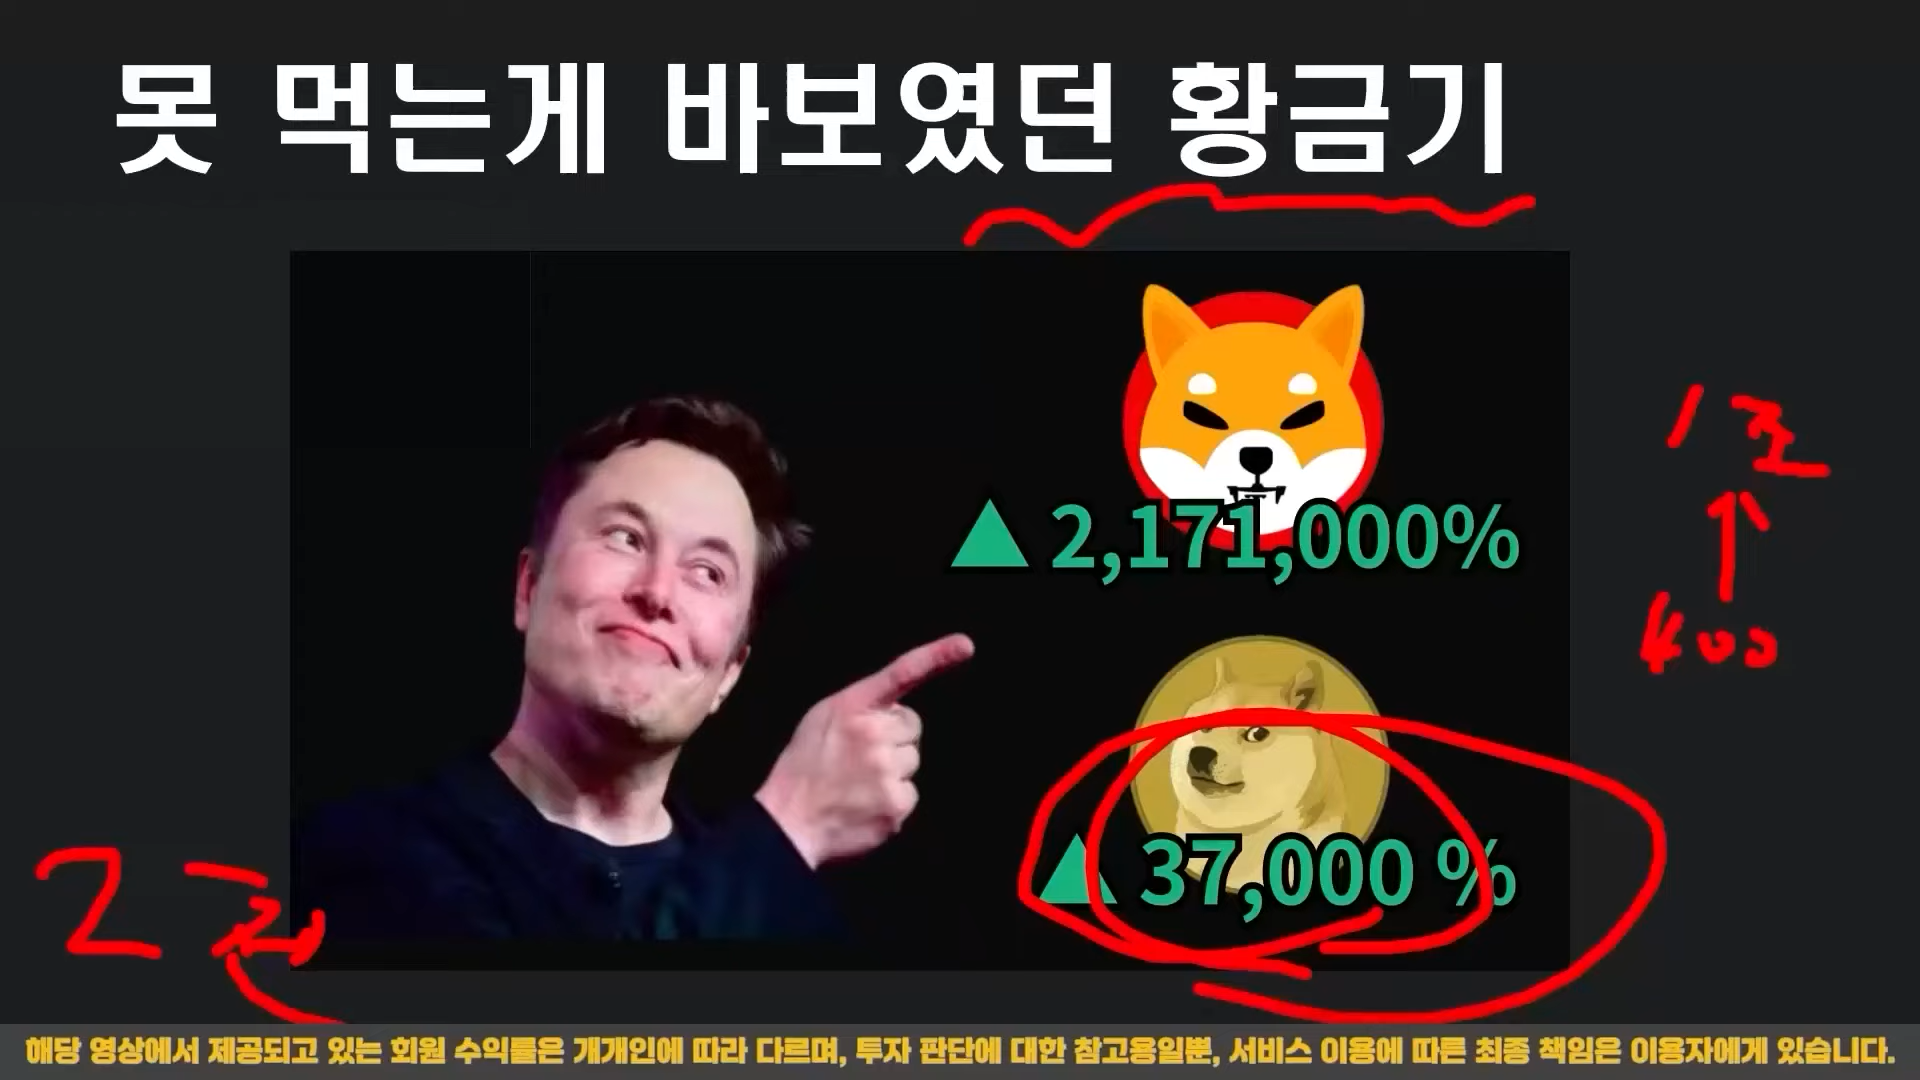 못 먹는게 바보였던 황금기
▲ 2,171,000%
1조
↑
400
▲ 37,000 %
2
해당 영상에서 제공되고 있는 회원 수익률은 개개인에 따라 다르며, 투자 판단에 대한 참고용일뿐, 서비스 이용에 따른 최종 책임은 이용자에게 있습니다.